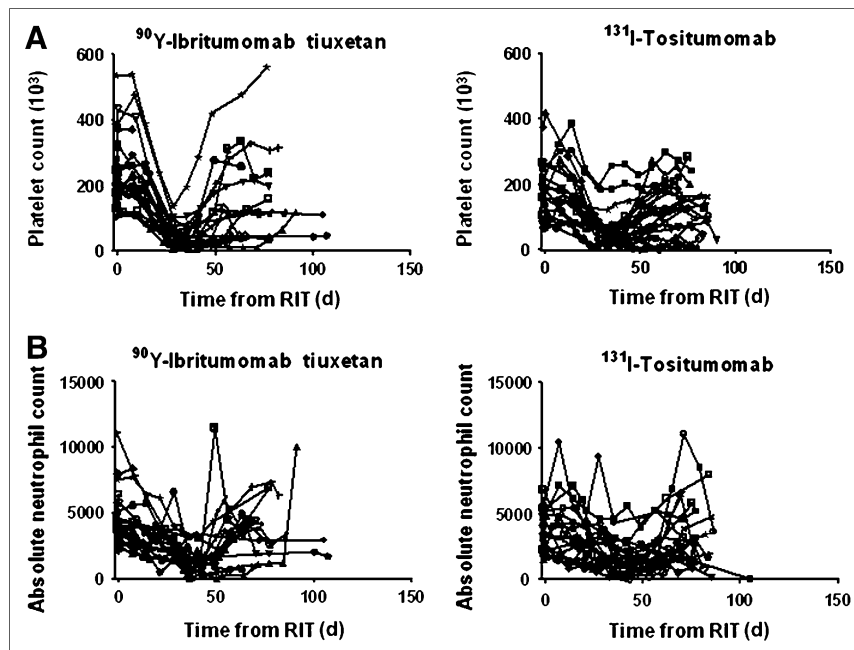 A
⁹⁰Y-Ibritumomab tiuxetan
¹³¹I-Tositumomab
Platelet count (10³)
600
400
200
0
0 50 100 150
Time from RIT (d)
Platelet count (10³)
600
400
200
0
0 50 100 150
Time from RIT (d)
B
⁹⁰Y-Ibritumomab tiuxetan
¹³¹I-Tositumomab
Absolute neutrophil count
15000
10000
5000
0
0 50 100 150
Time from RIT (d)
Absolute neutrophil count
15000
10000
5000
0
0 50 100 150
Time from RIT (d)